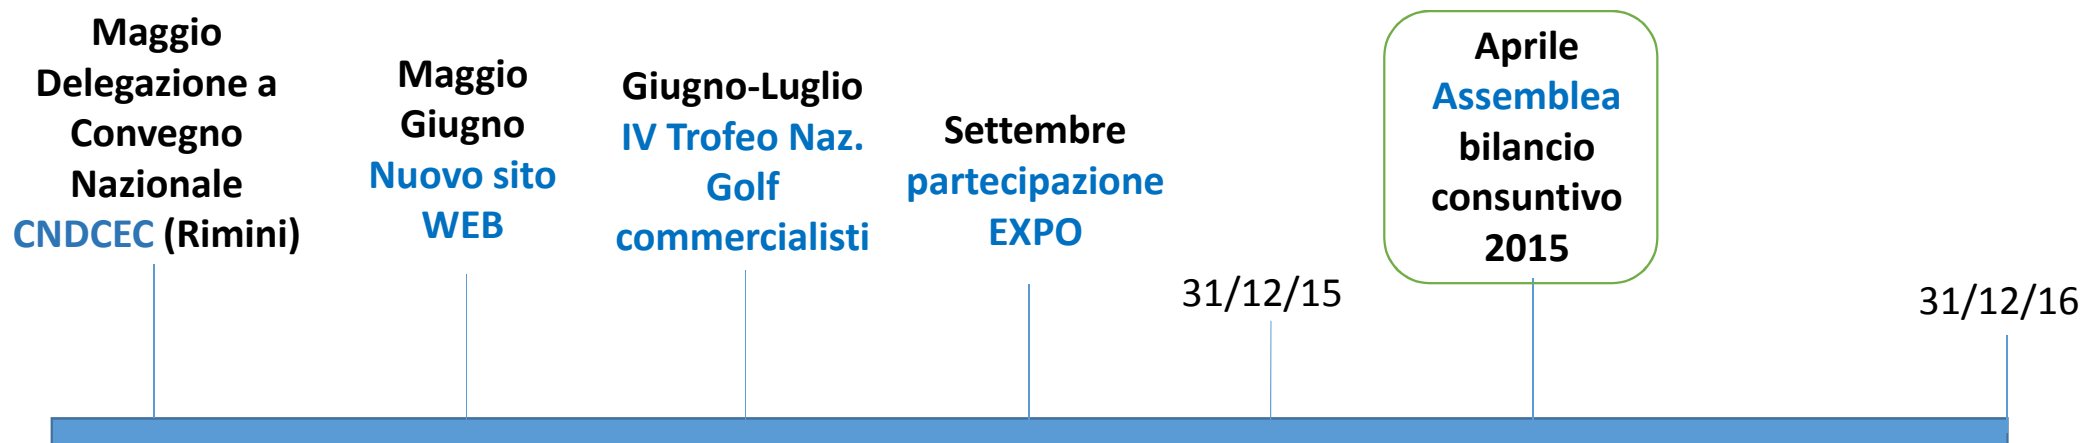 Maggio
Delegazione a
Convegno
Nazionale
CNDCEC (Rimini)
Maggio
Giugno
Nuovo sito
WEB
Giugno-Luglio
IV Trofeo Naz.
Golf
commercialisti
Settembre
partecipazione
EXPO
31/12/15
Aprile
Assemblea
bilancio
consuntivo
2015
31/12/16